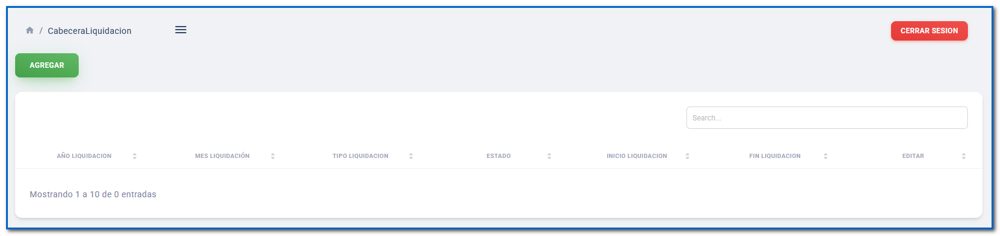 / CabeceraLiquidacion
CERRAR SESION
AGREGAR
Search...
AÑO LIQUIDACION MES LIQUIDACIÓN TIPO LIQUIDACION ESTADO INICIO LIQUIDACION FIN LIQUIDACION EDITAR
Mostrando 1 a 10 de 0 entradas